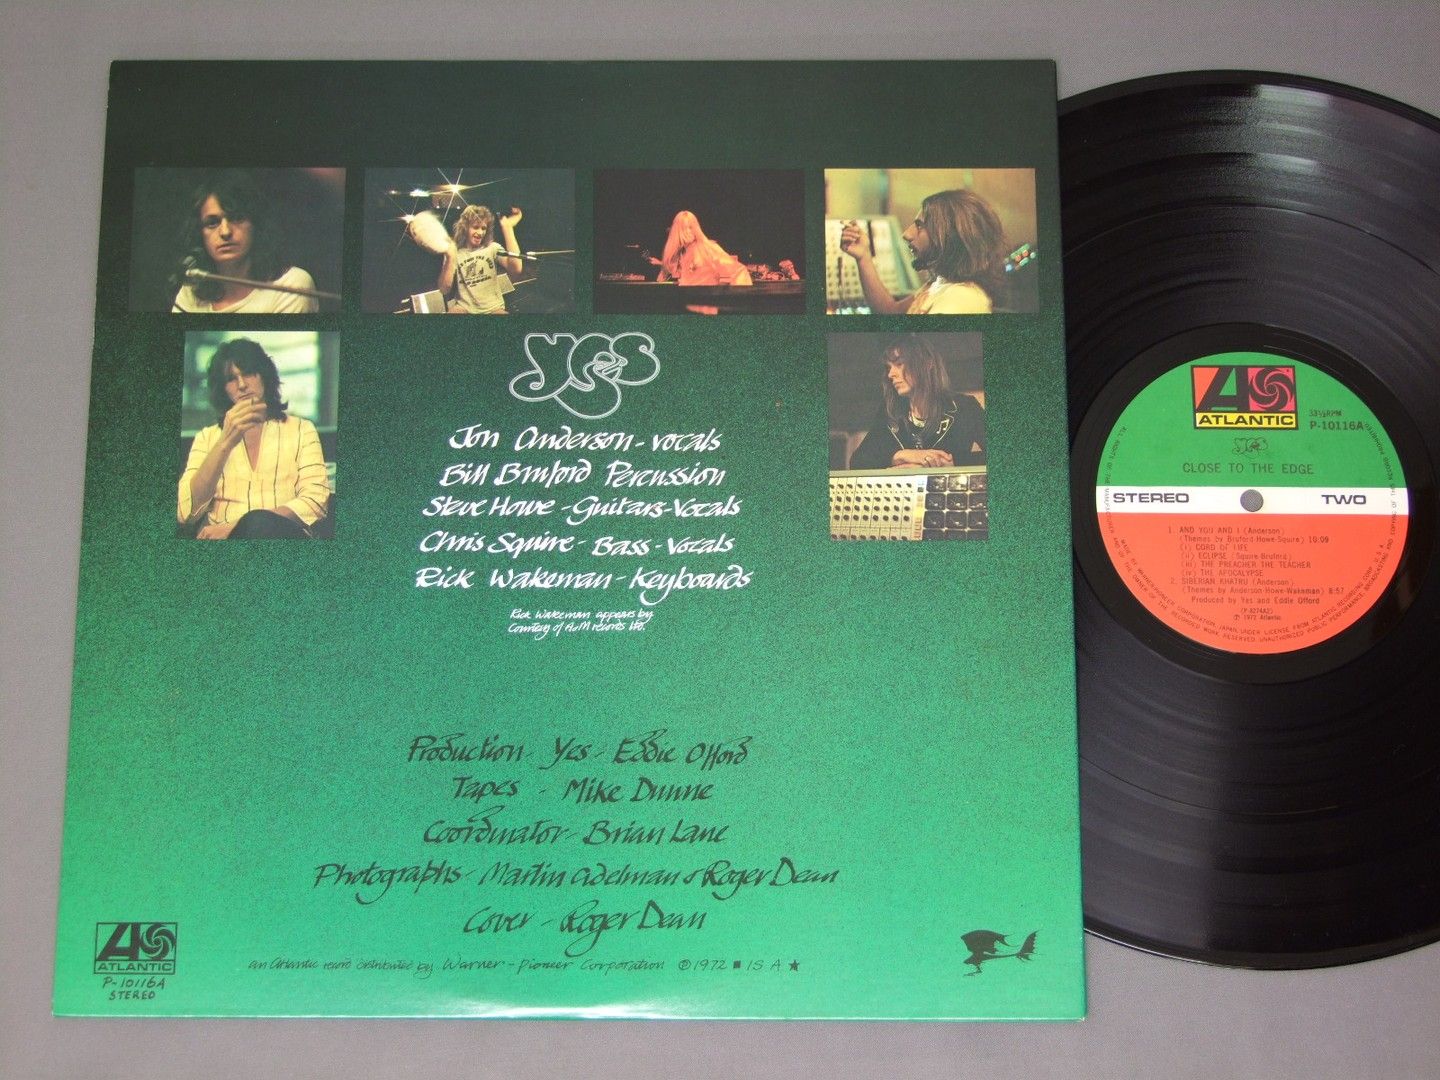 yes
Jon Anderson - vocals
Bill Bruford Percussion
Steve Howe - Guitars - Vocals
Chris Squire - Bass - Vocals
Rick Wakeman - Keyboards
Rick Wakeman appears by
Courtesy of A&M records ltd.
Production - Yes - Eddie Offord
Tapes - Mike Dunne
Coordinator - Brian Lane
Photographs - Martin Adelman & Roger Dean
Cover - Roger Dean
ATLANTIC
P-10116A
STEREO
an Atlantic record distributed by Warner-Pioneer Corporation ℗1972 ■ IS A ★
ATLANTIC
33⅓RPM
P-10116A
yes
CLOSE TO THE EDGE
STEREO TWO
1. AND YOU AND I (Anderson)
(Themes by Bruford-Howe-Squire) 10:09
(i) CORD OF LIFE
(ii) ECLIPSE (Squire-Bruford)
(iii) THE PREACHER THE TEACHER
(iv) THE APOCALYPSE
2. SIBERIAN KHATRU (Anderson)
(Themes by Anderson-Howe-Wakeman) 8:57
Produced by Yes and Eddie Offord
(P-8274A2)
℗ 1972 Atlantic